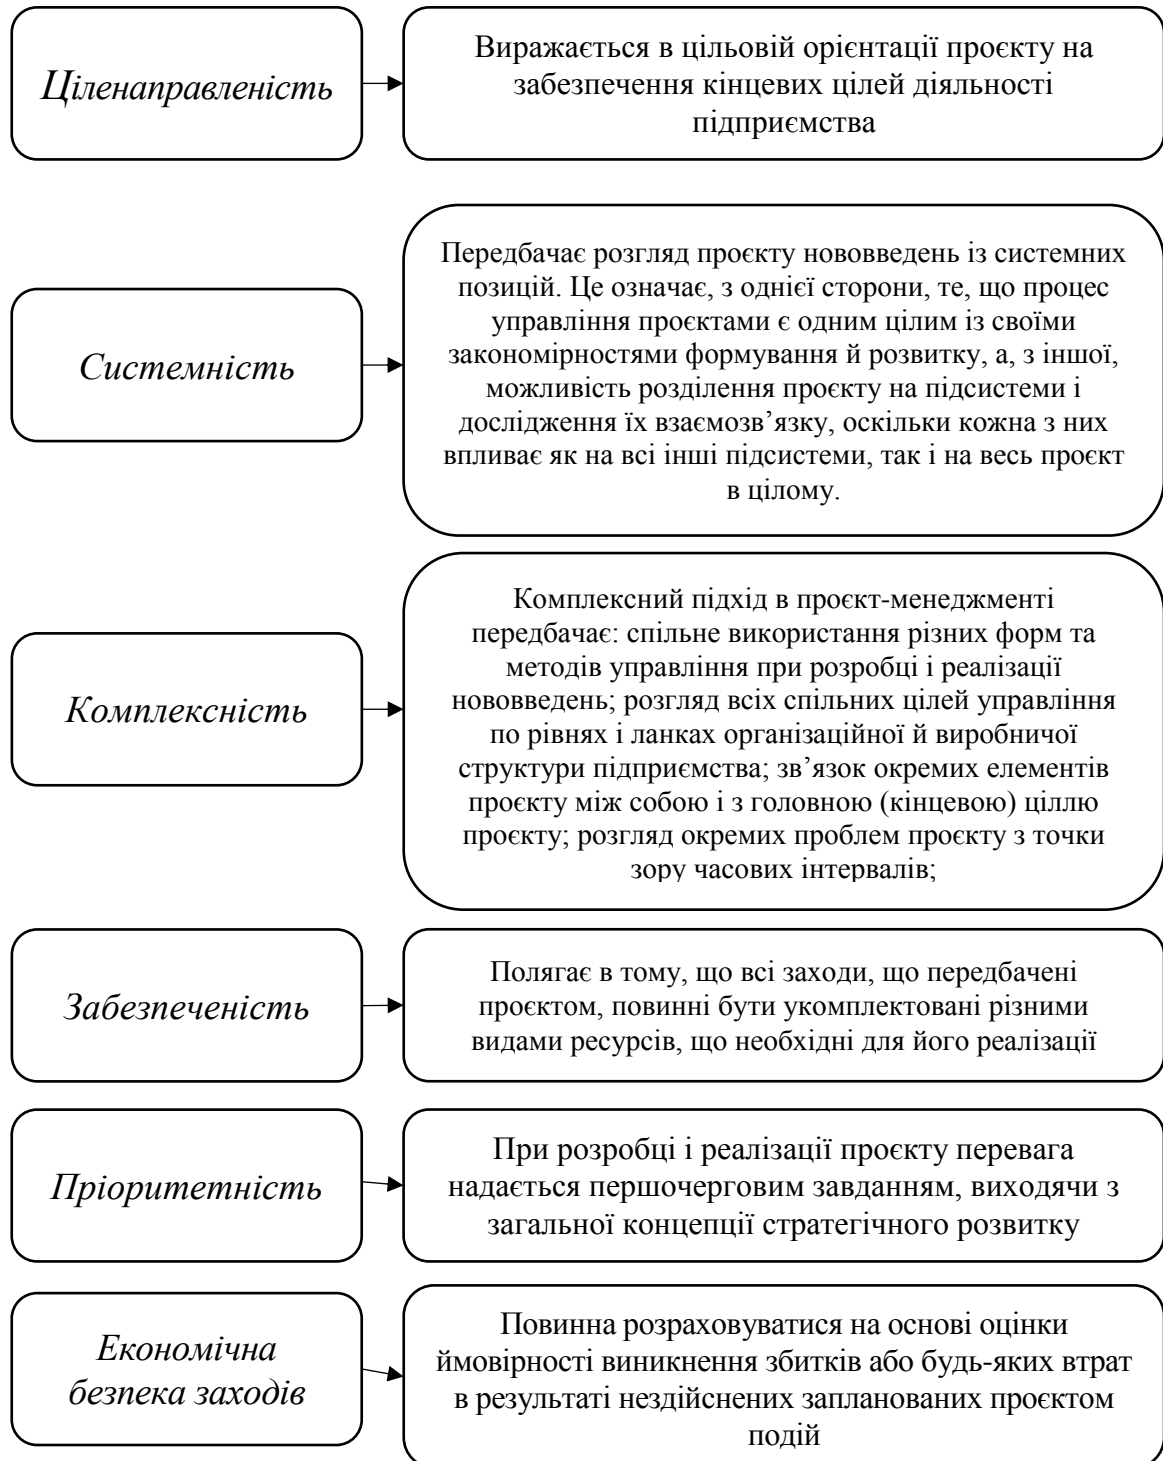 Ціленаправленість
Виражається в цільовій орієнтації проєкту на
забезпечення кінцевих цілей діяльності
підприємства
Системність
Передбачає розгляд проєкту нововведень із системних
позицій. Це означає, з однієї сторони, те, що процес
управління проєктами є одним цілим із своїми
закономірностями формування й розвитку, а, з іншої,
можливість розділення проєкту на підсистеми і
дослідження їх взаємозв’язку, оскільки кожна з них
впливає як на всі інші підсистеми, так і на весь проєкт
в цілому.
Комплексність
Комплексний підхід в проєкт-менеджменті
передбачає: спільне використання різних форм та
методів управління при розробці і реалізації
нововведень; розгляд всіх спільних цілей управління
по рівнях і ланках організаційної й виробничої
структури підприємства; зв’язок окремих елементів
проєкту між собою і з головною (кінцевою) ціллю
проєкту; розгляд окремих проблем проєкту з точки
зору часових інтервалів;
Забезпеченість
Полягає в тому, що всі заходи, що передбачені
проєктом, повинні бути укомплектовані різними
видами ресурсів, що необхідні для його реалізації
Пріоритетність
При розробці і реалізації проєкту перевага
надається першочерговим завданням, виходячи з
загальної концепції стратегічного розвитку
Економічна
безпека заходів
Повинна розраховуватися на основі оцінки
ймовірності виникнення збитків або будь-яких втрат
в результаті нездійснених запланованих проєктом
подій